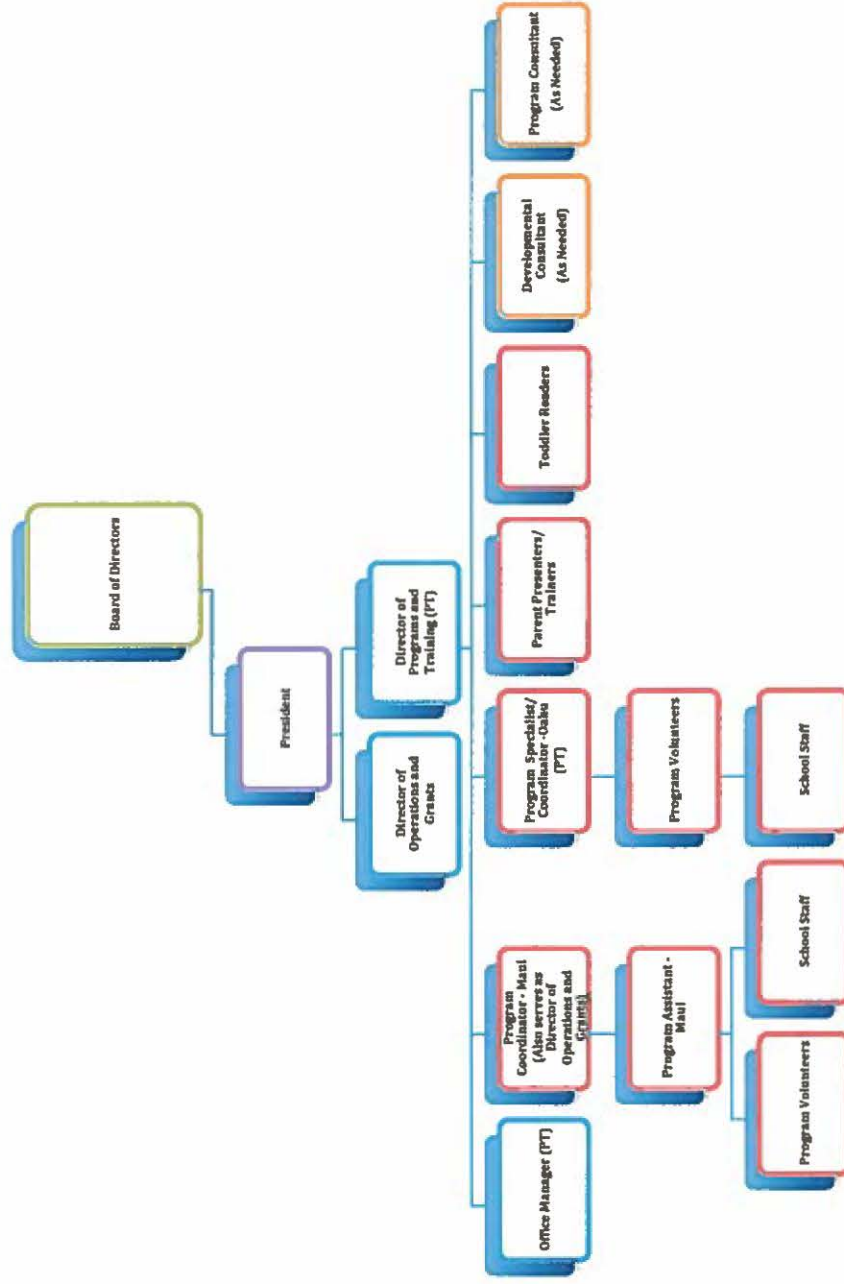 Board of Directors
President
Director of
Operations and
Grants
Director of
Programs and
Training (PT)
Office Manager (PT)
Program
Coordinator - Maui
(Also serves as
Director of
Operations and
Grants)
Program Specialist/
Coordinator -Oahu
(PT)
Parent Presenters/
Trainers
Toddler Readers
Developmental
Consultant
(As Needed)
Program Consultant
(As Needed)
Program Assistant -
Maui
Program Volunteers
Program Volunteers
School Staff
School Staff